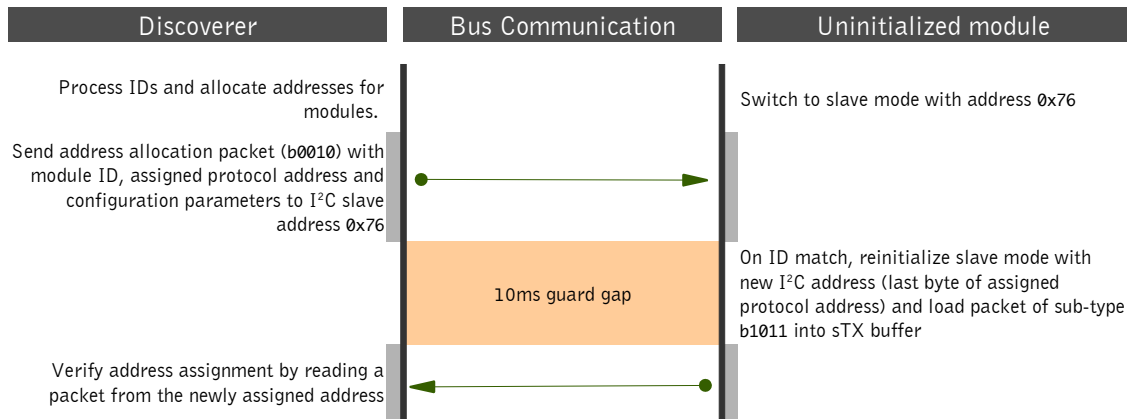 Discoverer
Bus Communication
Uninitialized module
Process IDs and allocate addresses for
modules.
Switch to slave mode with address 0x76
Send address allocation packet (b0010) with
module ID, assigned protocol address and
configuration parameters to I²C slave
address 0x76
10ms guard gap
On ID match, reinitialize slave mode with
new I²C address (last byte of assigned
protocol address) and load packet of sub-type
b1011 into sTX buffer
Verify address assignment by reading a
packet from the newly assigned address